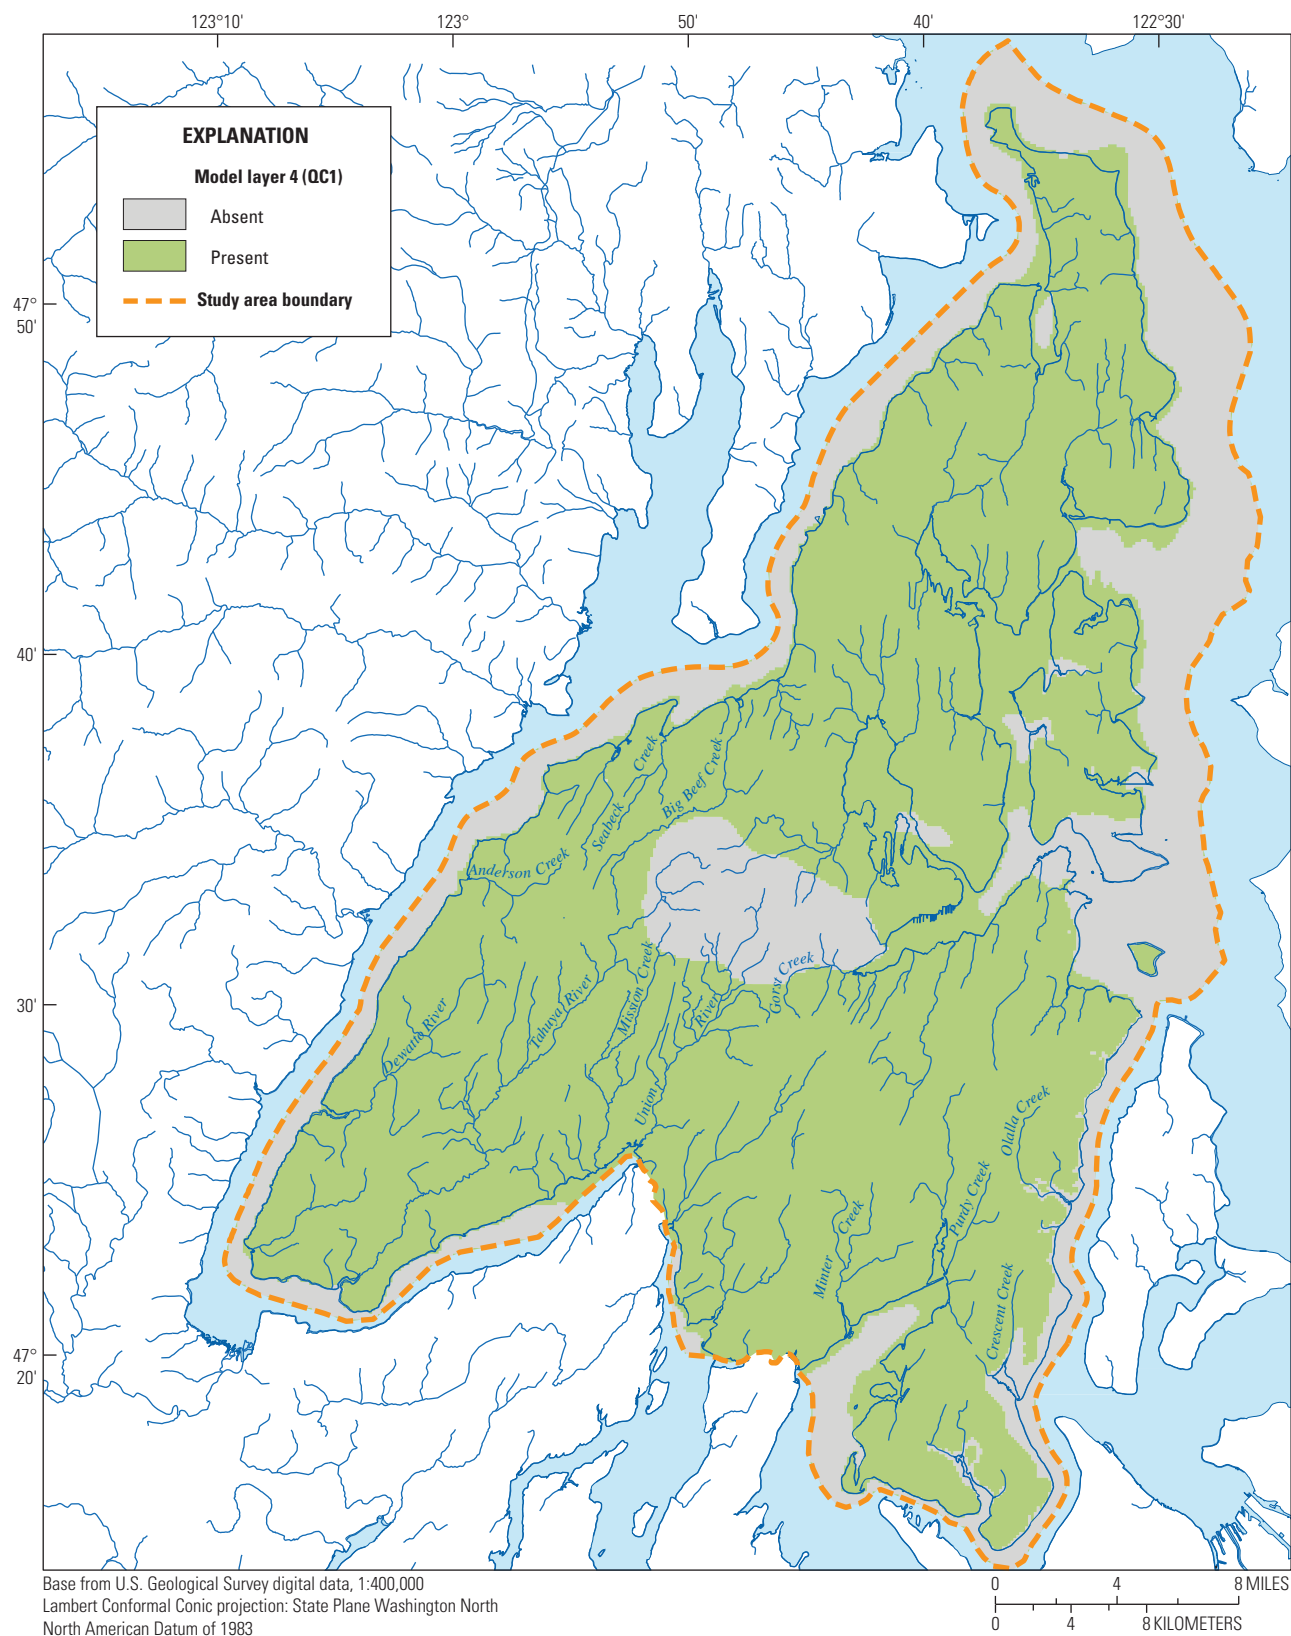 123°10'
123°
50'
40'
122°30'
EXPLANATION
Model layer 4 (QC1)
Absent
Present
Study area boundary
47°
50'
40'
30'
47°
20'
Seabeck Creek
Big Beef Creek
Anderson Creek
Dewatto River
Tahuya River
Mission Creek
Union River
Gorst Creek
Olalla Creek
Purdy Creek
Minter Creek
Crescent Creek
Base from U.S. Geological Survey digital data, 1:400,000
Lambert Conformal Conic projection: State Plane Washington North
North American Datum of 1983
0 4 8 MILES
0 4 8 KILOMETERS